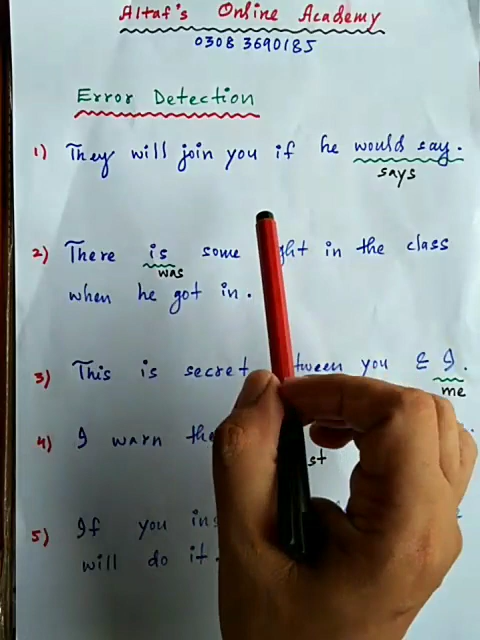 Altaf's Online Academy
0308 3690185
Error Detection
1) They will join you if he would say.
says
2) There is some in the class
was
when he got in.
3) This is secret you & I.
me
4) I warn
st
5) If you
will do it.